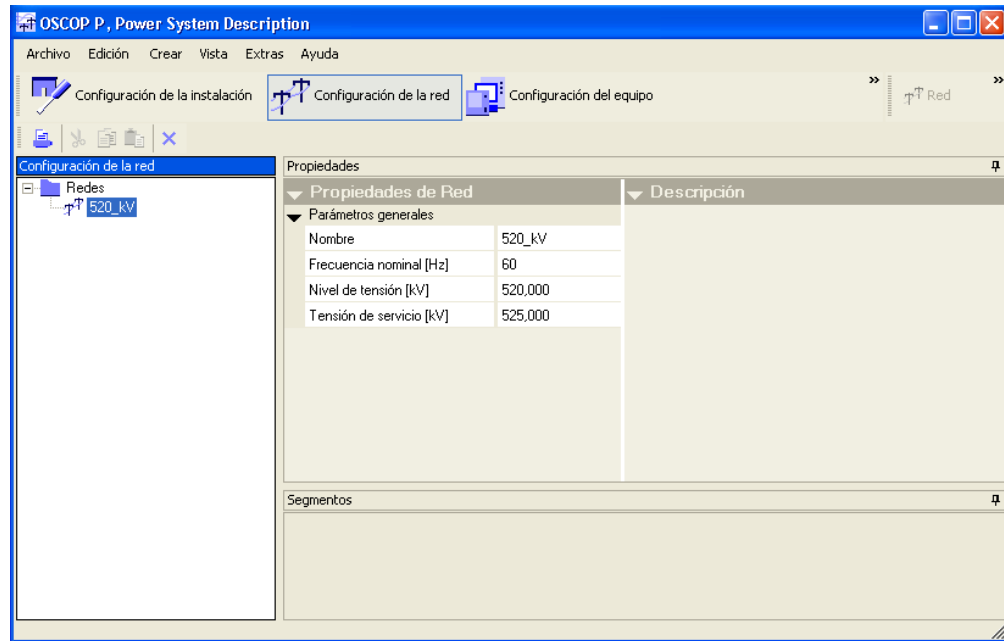 OSCOP P, Power System Description
Archivo Edición Crear Vista Extras Ayuda
Configuración de la instalación Configuración de la red Configuración del equipo » Red »
Configuración de la red
Redes
520_kV
Propiedades
Propiedades de Red
Descripción
Parámetros generales
Nombre 520_kV
Frecuencia nominal [Hz] 60
Nivel de tensión [kV] 520,000
Tensión de servicio [kV] 525,000
Segmentos